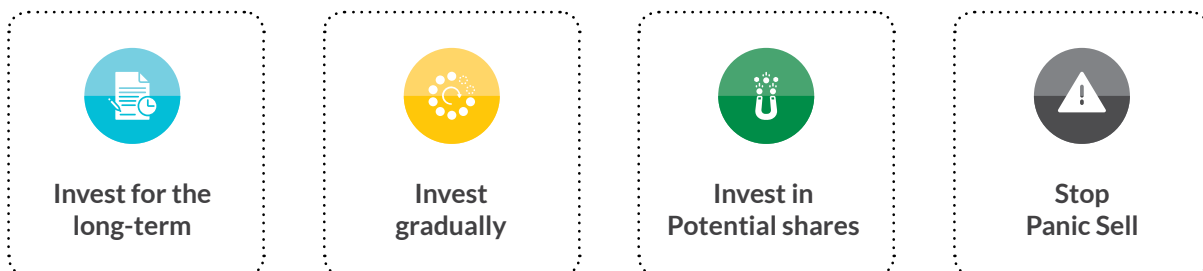 Invest for the
long-term
Invest
gradually
Invest in
Potential shares
Stop
Panic Sell